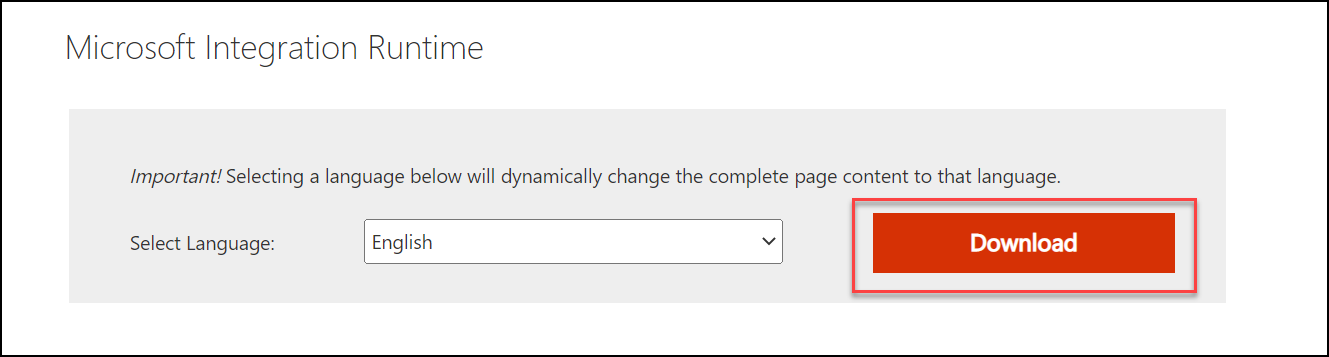 Microsoft Integration Runtime
Important! Selecting a language below will dynamically change the complete page content to that language.
Select Language:
English
Download